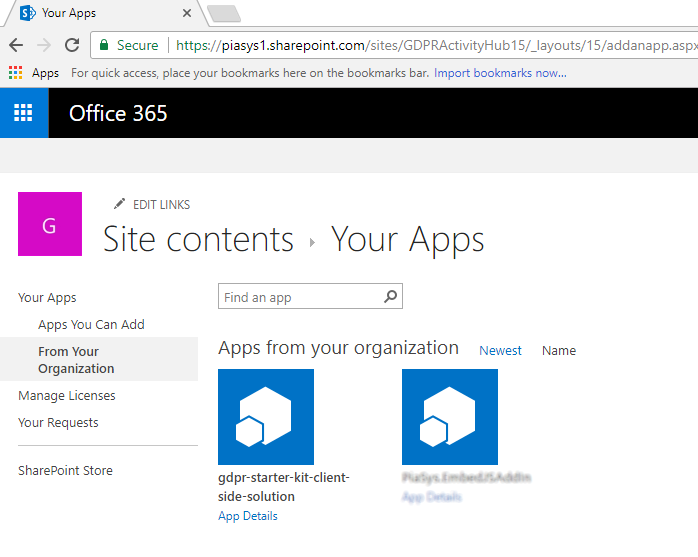 Your Apps
Secure
https://piasys1.sharepoint.com/sites/GDPRActivityHub15/_layouts/15/addanapp.aspx
Apps
For quick access, place your bookmarks here on the bookmarks bar. Import bookmarks now...
Office 365
G
EDIT LINKS
Site contents
Your Apps
Your Apps
Apps You Can Add
From Your
Organization
Manage Licenses
Your Requests
SharePoint Store
Find an app
Apps from your organization Newest Name
gdpr-starter-kit-client-
side-solution
App Details
App Details